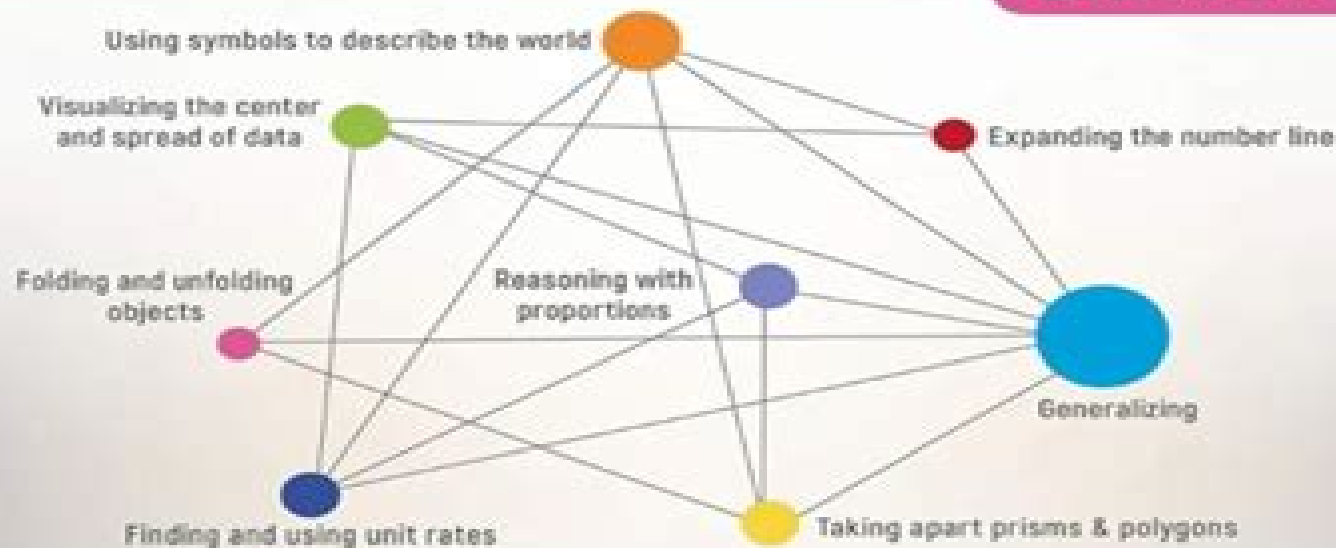 Using symbols to describe the world
Visualizing the center
and spread of data
Expanding the number line
Folding and unfolding
objects
Reasoning with
proportions
Generalizing
Finding and using unit rates
Taking apart prisms & polygons